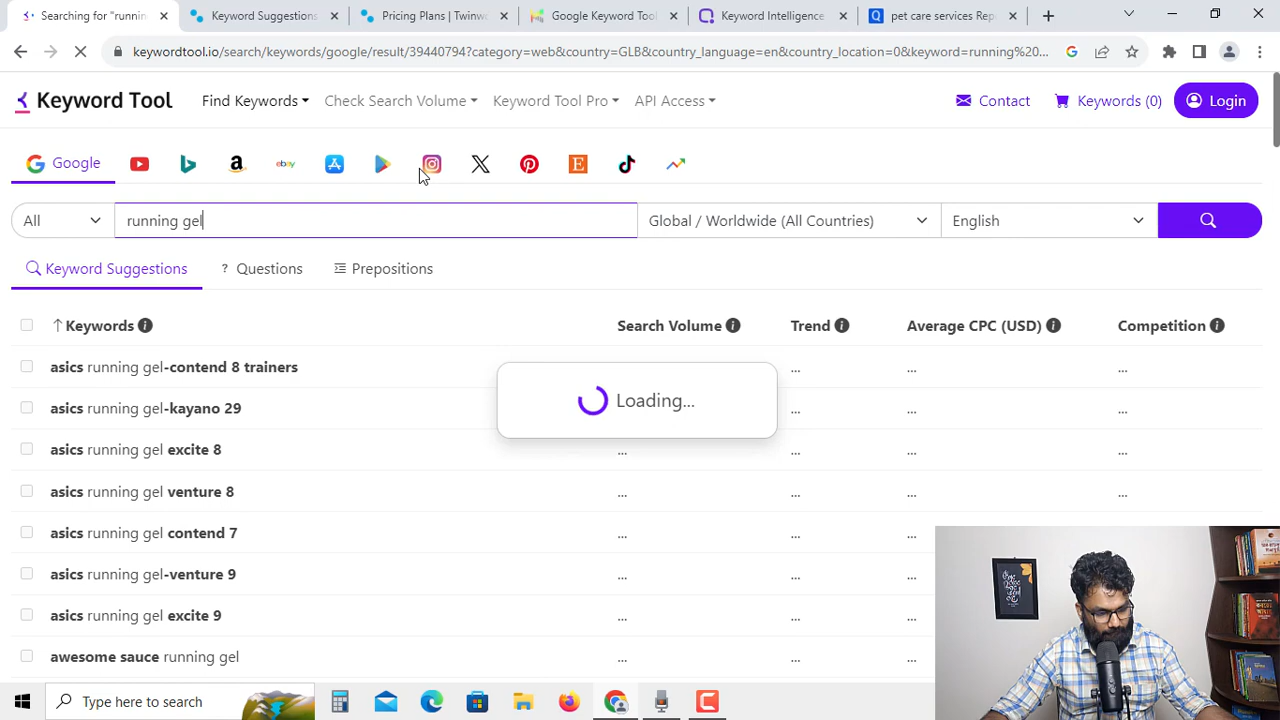 Searching for "runnin
Keyword Suggestions
Pricing Plans | Twinwo
Google Keyword Tool
Keyword Intelligence
pet care services Rep
keywordtool.io/search/keywords/google/result/39440794?category=web&country=GLB&country_language=en&country_location=0&keyword=running%20...
Keyword Tool
Find Keywords
Check Search Volume
Keyword Tool Pro
API Access
Contact
Keywords (0)
Login
Google
ebay
All
running gel
Global / Worldwide (All Countries)
English
Keyword Suggestions
? Questions
Prepositions
Keywords
Search Volume
Trend
Average CPC (USD)
Competition
asics running gel-contend 8 trainers
... ... ...
asics running gel-kayano 29
... ... ...
Loading...
asics running gel excite 8
... ... ... ...
asics running gel venture 8
... ... ... ...
asics running gel contend 7
... ... ...
asics running gel-venture 9
... ... ...
asics running gel excite 9
... ... ...
awesome sauce running gel
... ... ...
Type here to search